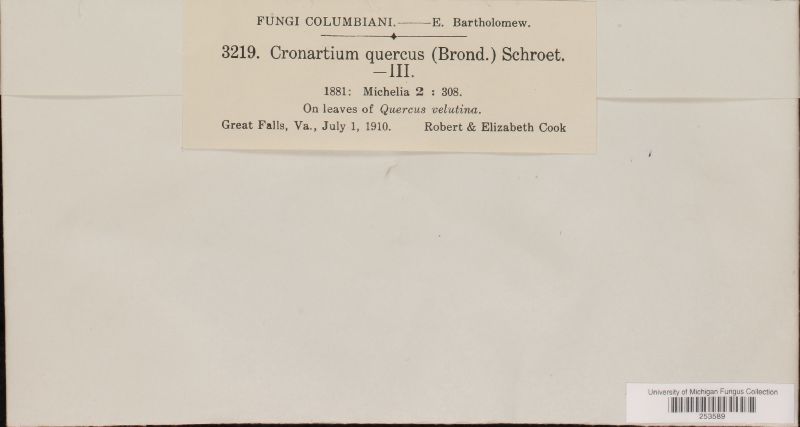 FUNGI COLUMBIANI.——E. Bartholomew.
3219. Cronartium quercus (Brond.) Schroet.
—III.
1881: Michelia 2 : 308.
On leaves of Quercus velutina.
Great Falls, Va., July 1, 1910. Robert & Elizabeth Cook
University of Michigan Fungus Collection
253589